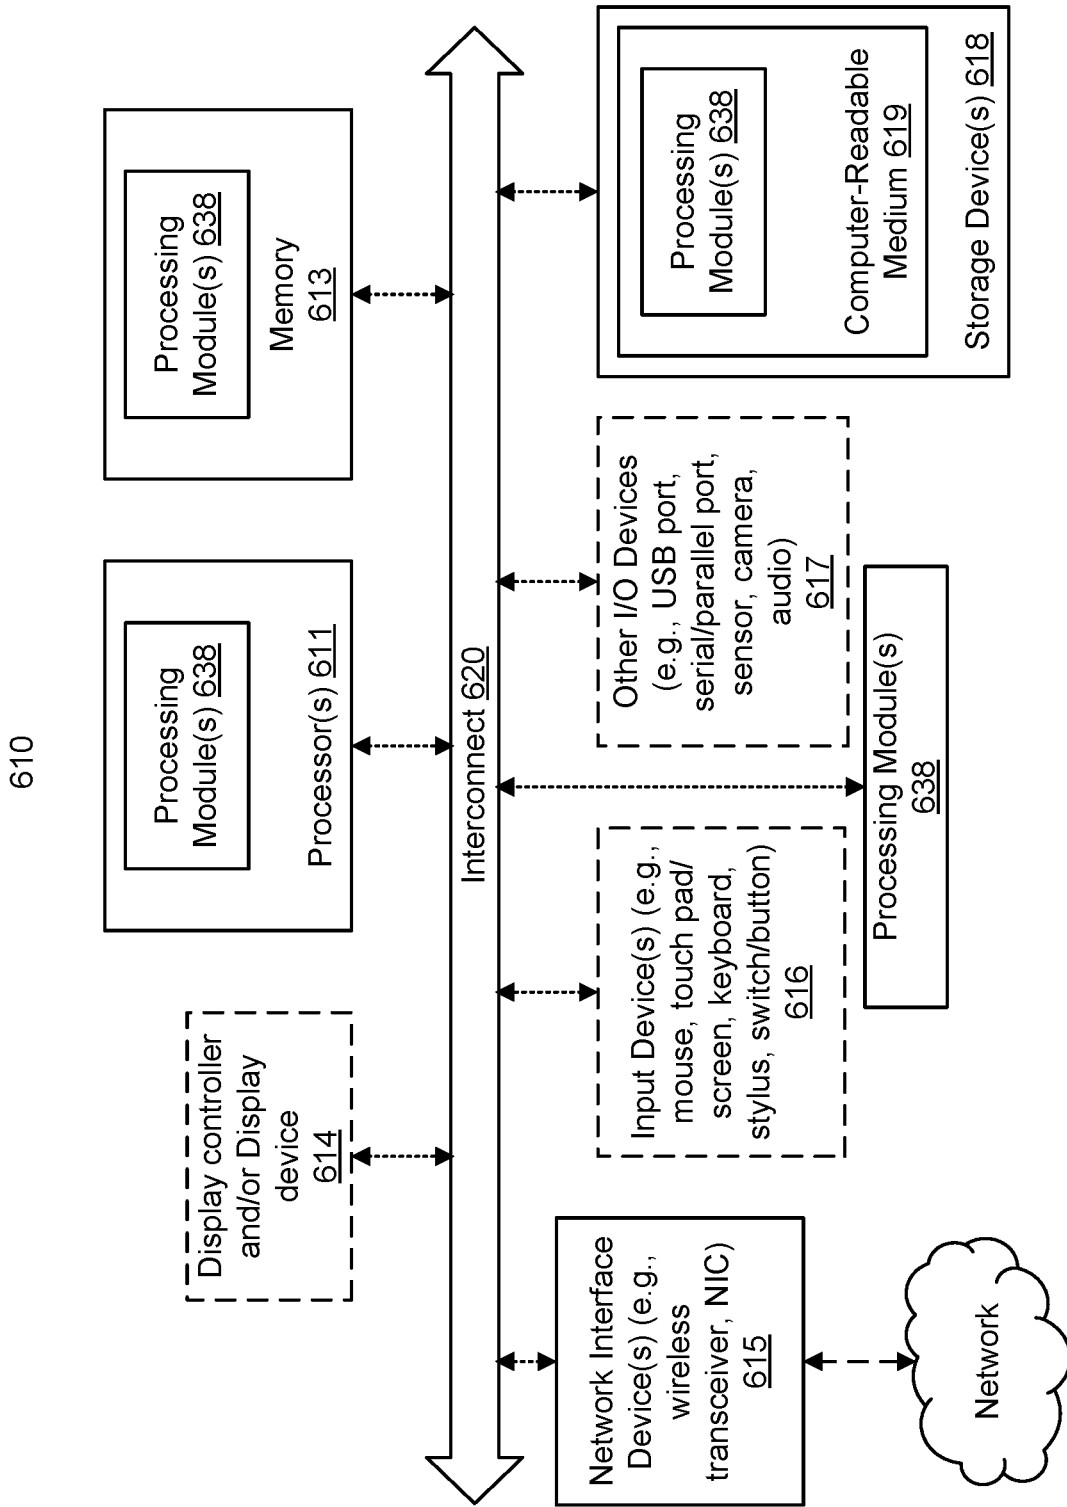 610
Display controller
and/or Display
device
614
Processing
Module(s) 638
Processor(s) 611
Processing
Module(s) 638
Memory
613
Interconnect 620
Network Interface
Device(s) (e.g.,
wireless
transceiver, NIC)
615
Input Device(s) (e.g.,
mouse, touch pad/
screen, keyboard,
stylus, switch/button)
616
Other I/O Devices
(e.g., USB port,
serial/parallel port,
sensor, camera,
audio)
617
Processing
Module(s) 638
Computer-Readable
Medium 619
Storage Device(s) 618
Processing Module(s)
638
Network